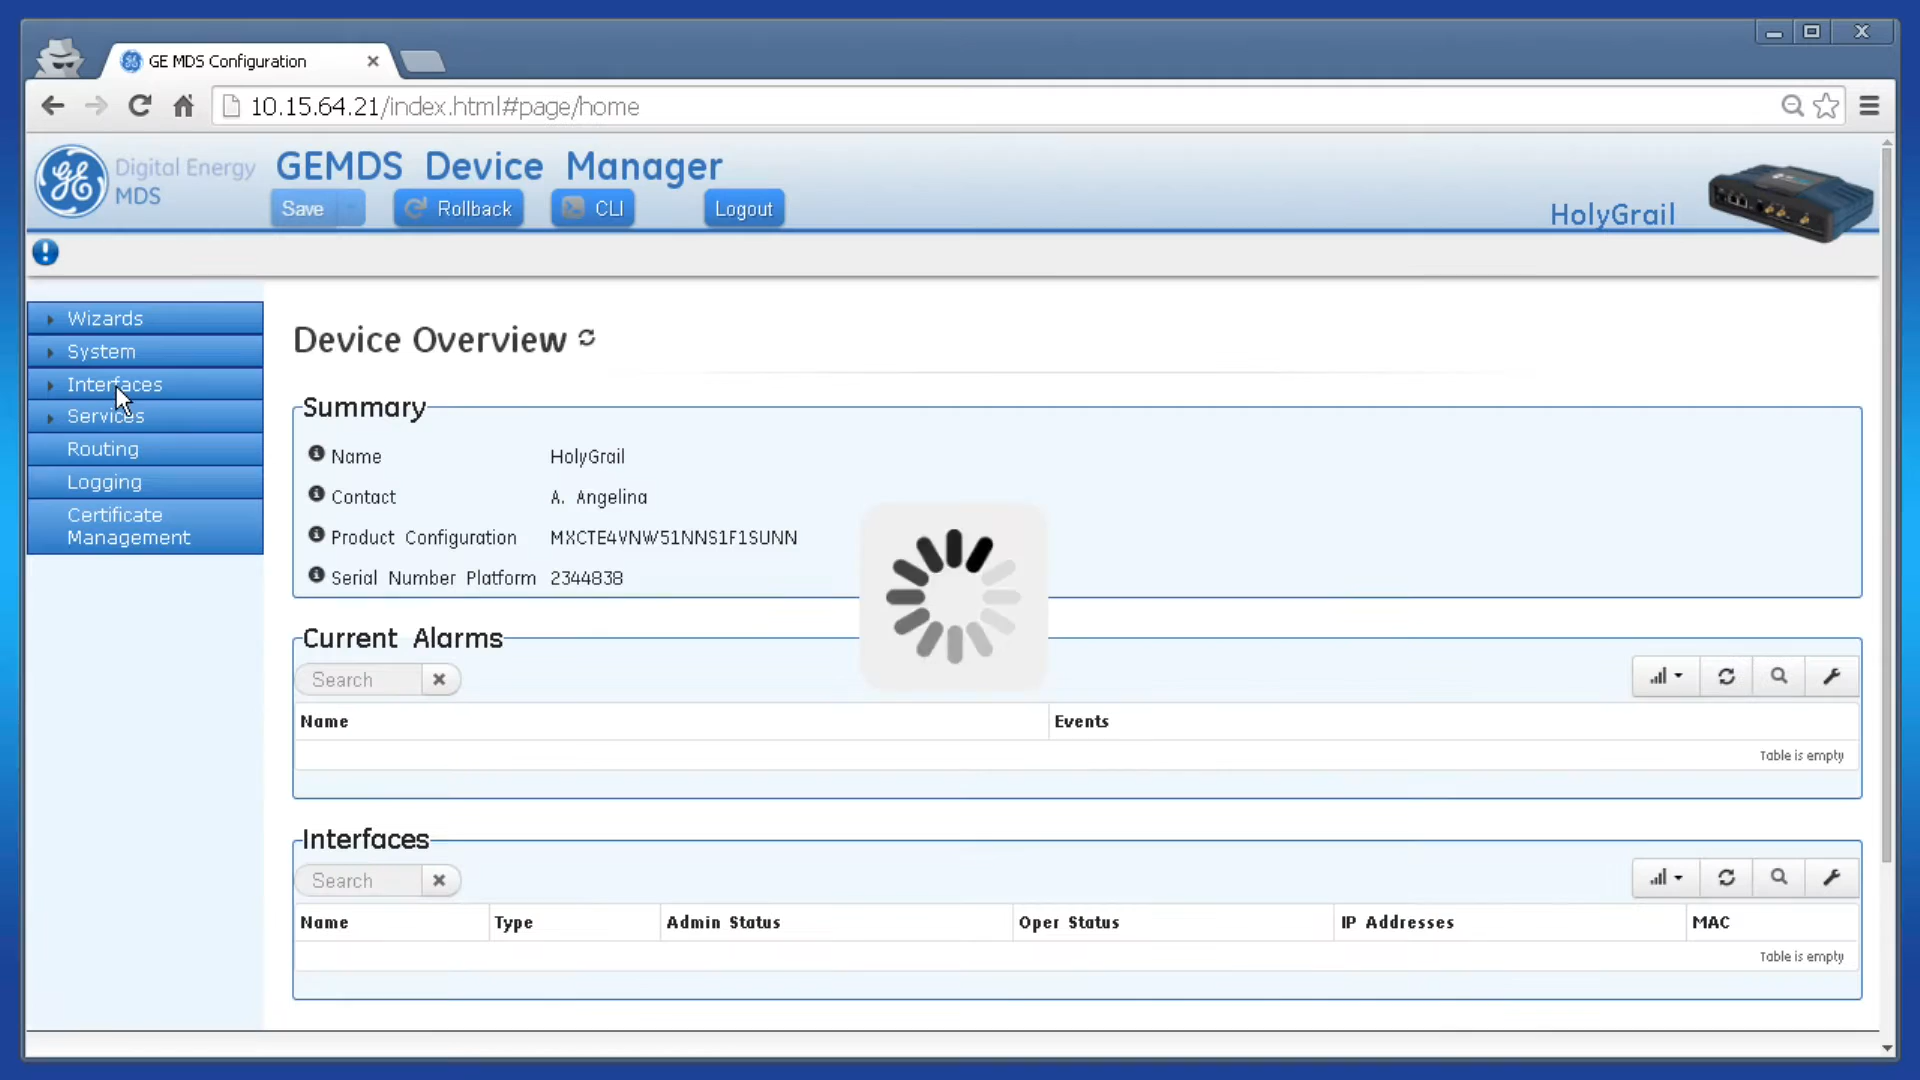 GE MDS Configuration
10.15.64.21/index.html#page/home
Digital Energy
MDS
GEMDS Device Manager
Save
Rollback
CLI
Logout
HolyGrail
Wizards
System
Interfaces
Services
Routing
Logging
Certificate
Management
Device Overview
Summary
Name HolyGrail
Contact A. Angelina
Product Configuration MXCTE4VNW51NNS1F1SUNN
Serial Number Platform 2344838
Current Alarms
Search
Name Events
Table is empty
Interfaces
Search
Name Type Admin Status Oper Status IP Addresses MAC
Table is empty